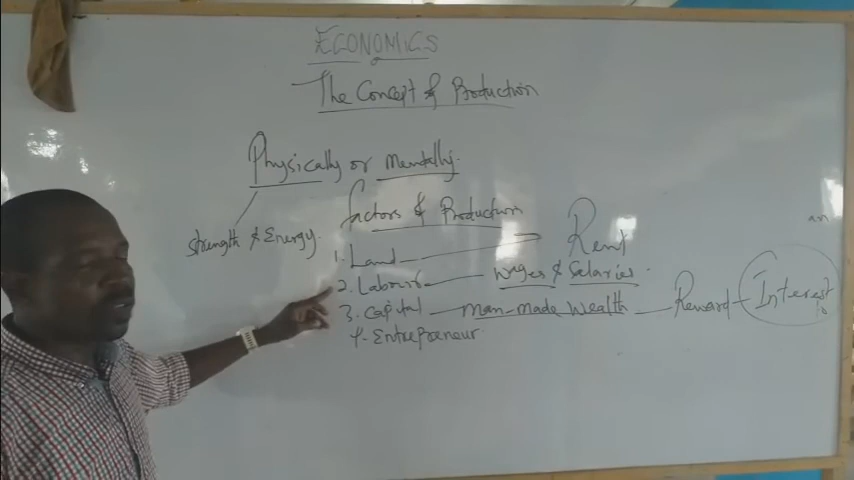 ECONOMICS
The Concept of Production
Physically or Mentally.
Strength & Energy.
factors of Production
1. Land — Rent
2. Labour — Wages & Salaries.
3. Capital — Man-made Wealth — Reward - Interest
4. Entrepreneur.